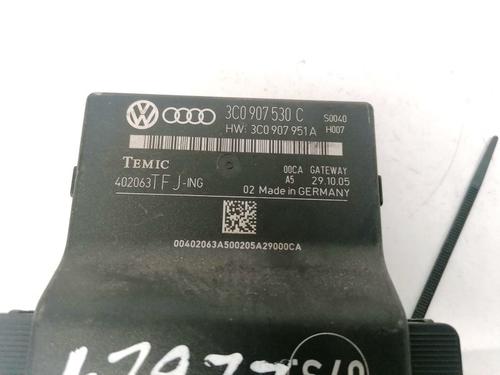 3C0 907 530 C S0040
HW: 3C0 907 951 A H007
TEMIC 00CA GATEWAY
402063TFJ-ING A5 29.10.05
02 Made in GERMANY
00402063A500205A29000CA